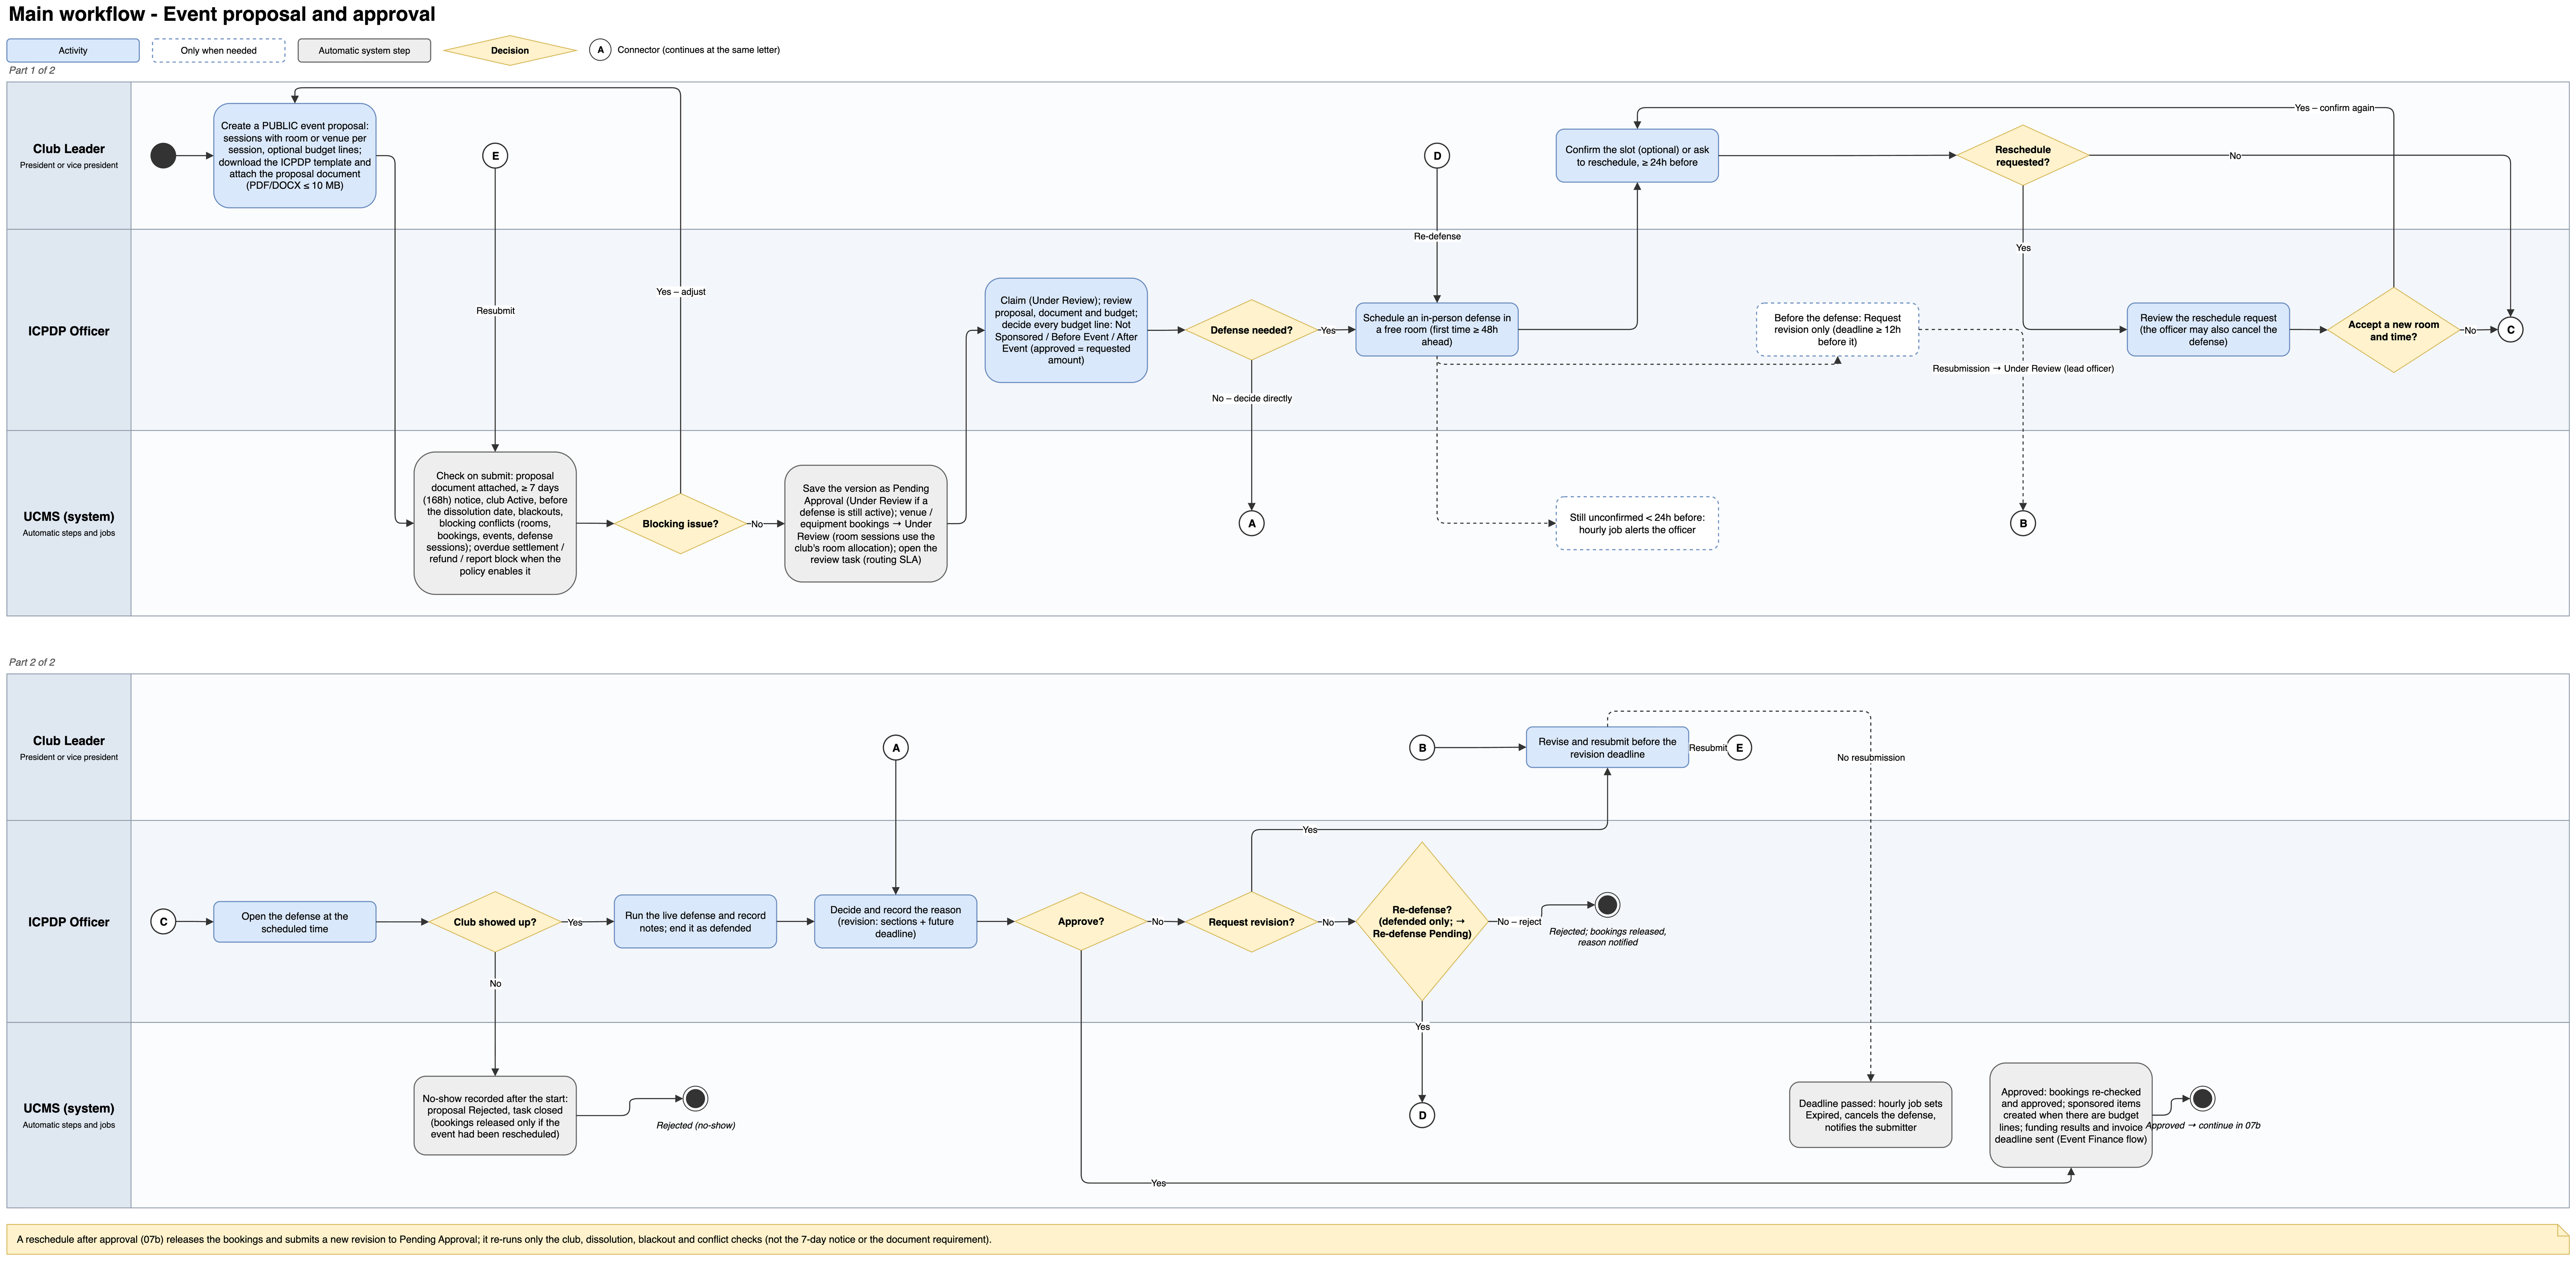 Main workflow - Event proposal and approval
Activity
Only when needed
Automatic system step
Decision
A
Connector (continues at the same letter)
Part 1 of 2
Club Leader
President or vice president
Create a PUBLIC event proposal:
sessions with room or venue per
session, optional budget lines;
download the ICPDP template and
attach the proposal document
(PDF/DOCX ≤ 10 MB)
E
Resubmit
Yes – adjust
D
Re-defense
Confirm the slot (optional) or ask
to reschedule, ≥ 24h before
Reschedule
requested?
Yes – confirm again
No
Yes
ICPDP Officer
Claim (Under Review); review
proposal, document and budget;
decide every budget line: Not
Sponsored / Before Event / After
Event (approved = requested
amount)
Defense needed?
Yes
No – decide directly
Schedule an in-person defense in
a free room (first time ≥ 48h
ahead)
Before the defense: Request
revision only (deadline ≥ 12h
before it)
Resubmission → Under Review (lead officer)
Review the reschedule request
(the officer may also cancel the
defense)
Accept a new room
and time?
No
C
UCMS (system)
Automatic steps and jobs
Check on submit: proposal
document attached, ≥ 7 days
(168h) notice, club Active, before
the dissolution date, blackouts,
blocking conflicts (rooms,
bookings, events, defense
sessions); overdue settlement /
refund / report block when the
policy enables it
Blocking issue?
No
Save the version as Pending
Approval (Under Review if a
defense is still active); venue /
equipment bookings → Under
Review (room sessions use the
club's room allocation); open the
review task (routing SLA)
A
Still unconfirmed < 24h before:
hourly job alerts the officer
B
Part 2 of 2
Club Leader
President or vice president
A
B
Revise and resubmit before the
revision deadline
Resubmit
E
No resubmission
ICPDP Officer
C
Open the defense at the
scheduled time
Club showed up?
Yes
No
Run the live defense and record
notes; end it as defended
Decide and record the reason
(revision: sections + future
deadline)
Approve?
No
Request revision?
Yes
No
Re-defense?
(defended only; →
Re-defense Pending)
No – reject
Rejected; bookings released,
reason notified
Yes
UCMS (system)
Automatic steps and jobs
No-show recorded after the start:
proposal Rejected, task closed
(bookings released only if the
event had been rescheduled)
Rejected (no-show)
D
Yes
Deadline passed: hourly job sets
Expired, cancels the defense,
notifies the submitter
Approved: bookings re-checked
and approved; sponsored items
created when there are budget
lines; funding results and invoice
deadline sent (Event Finance flow)
Approved → continue in 07b
A reschedule after approval (07b) releases the bookings and submits a new revision to Pending Approval; it re-runs only the club, dissolution, blackout and conflict checks (not the 7-day notice or the document requirement).